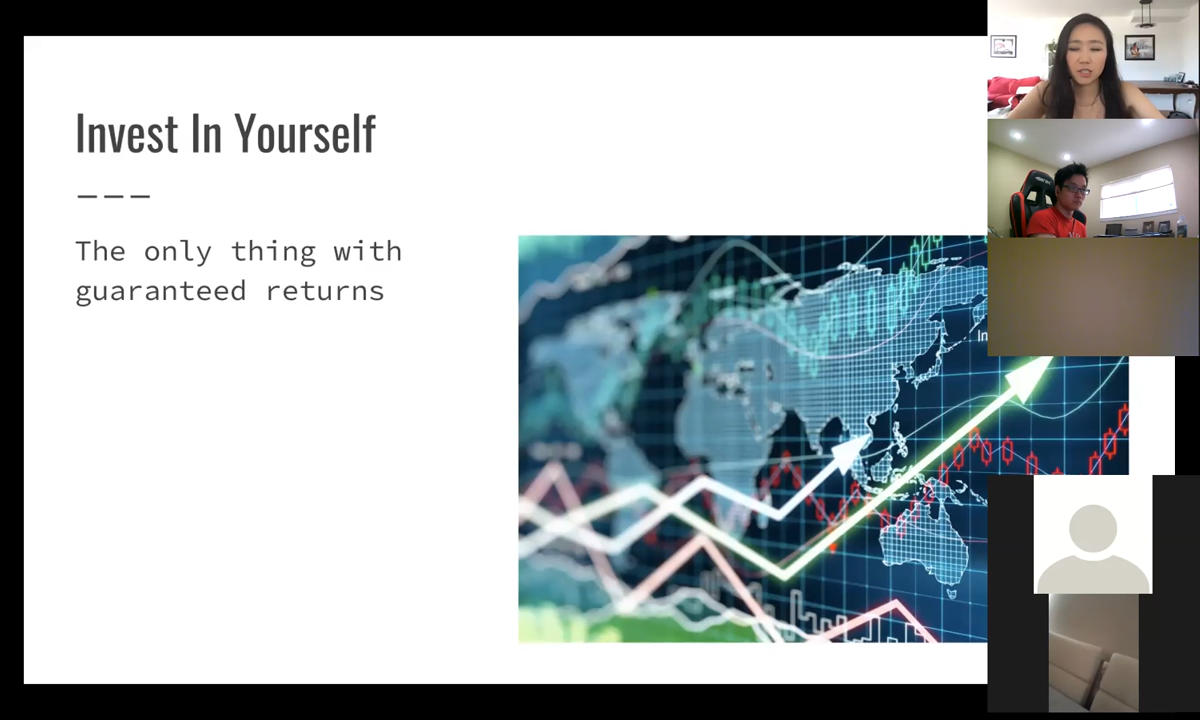 Invest In Yourself
The only thing with
guaranteed returns